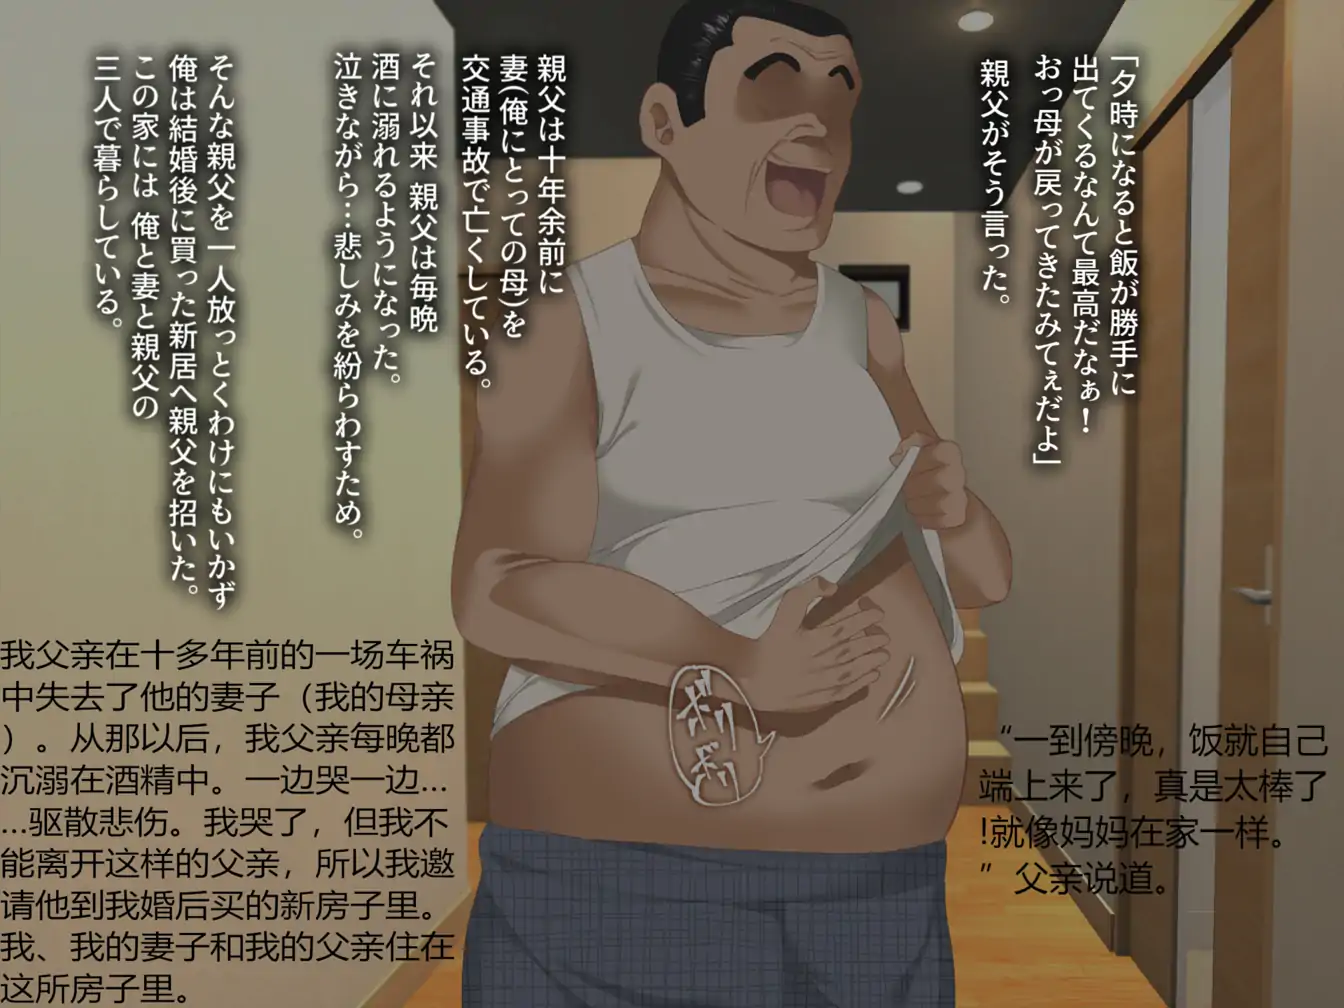 「夕時になると飯が勝手に
出てくるなんて最高だなぁ！
おっ母が戻ってきたみてぇだよ」
親父がそう言った。
親父は十年余前に
妻(俺にとっての母)を
交通事故で亡くしている。
それ以来 親父は毎晩
酒に溺れるようになった。
泣きながら…悲しみを紛らわすため。
そんな親父を一人放っとくわけにもいかず
俺は結婚後に買った新居へ親父を招いた。
この家には 俺と妻と親父の
三人で暮らしている。
ボリ
ボリ
我父亲在十多年前的一场车祸
中失去了他的妻子（我的母亲
）。从那以后，我父亲每晚都
沉溺在酒精中。一边哭一边...
...驱散悲伤。我哭了，但我不
能离开这样的父亲，所以我邀
请他到我婚后买的新房子里。
我、我的妻子和我的父亲住在
这所房子里。
“一到傍晚，饭就自己
端上来了，真是太棒了
!就像妈妈在家一样。
”父亲说道。